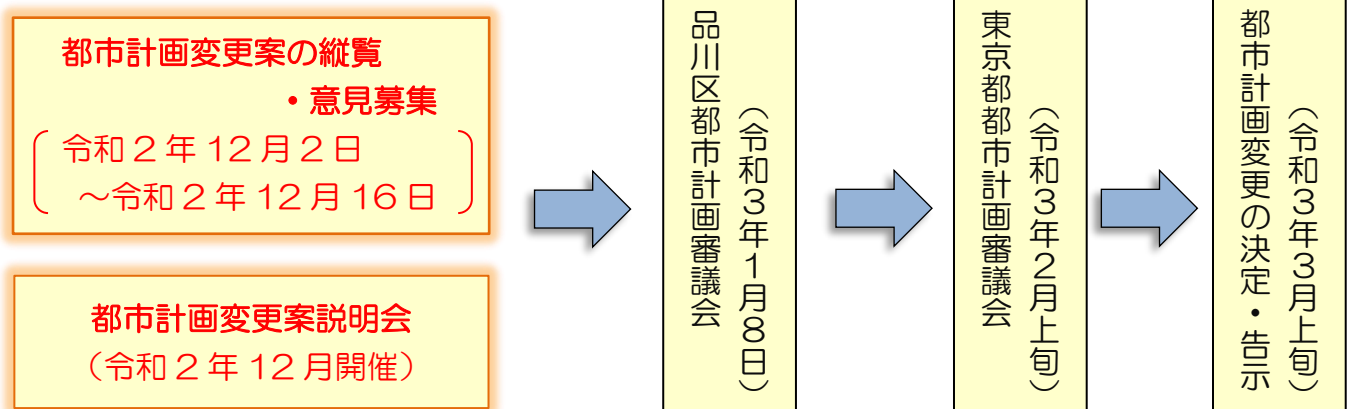 都市計画変更案の縦覧
・意見募集
令和２年12月２日
～令和２年12月16日
都市計画変更案説明会
（令和２年12月開催）
品川区都市計画審議会
（令和３年１月８日）
東京都都市計画審議会
（令和３年２月上旬）
都市計画変更の決定・告示
（令和３年３月上旬）